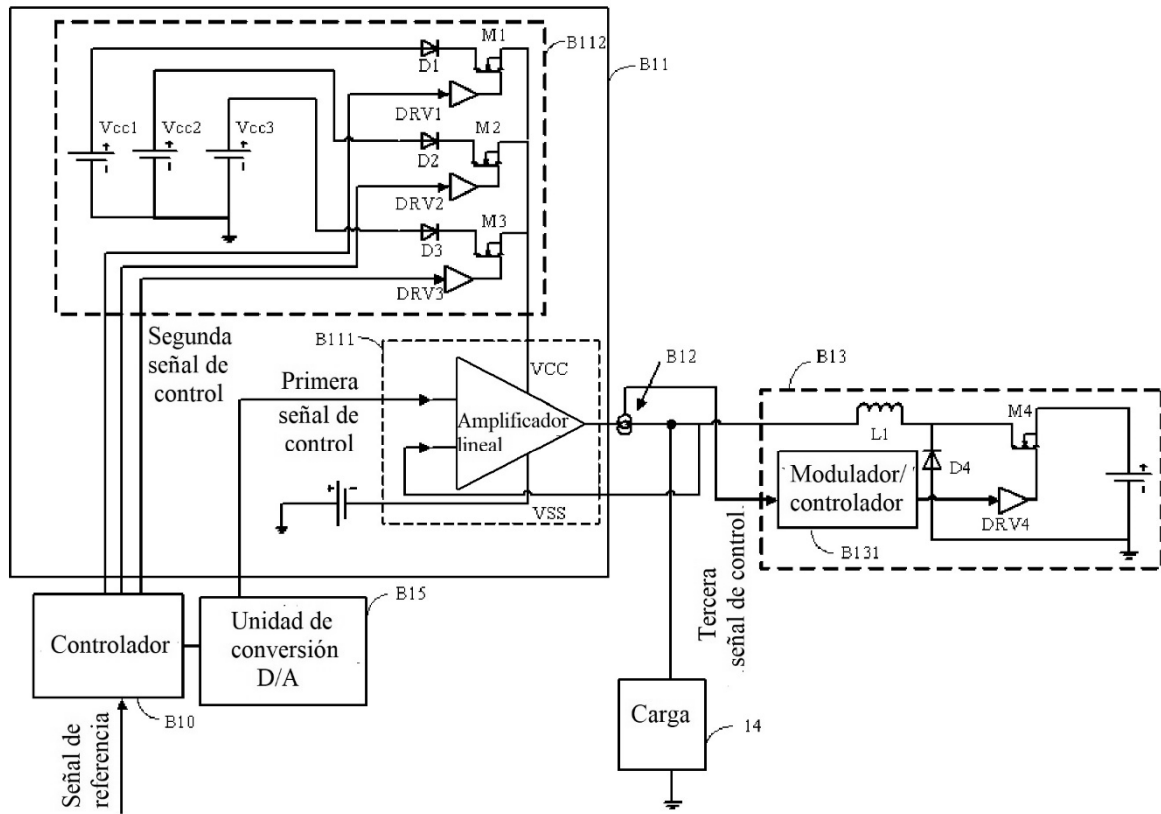 M1
B112
D1
B11
DRV1
Vcc1
Vcc2
Vcc3
M2
D2
DRV2
M3
D3
DRV3
Segunda
señal de
control
B111
VCC
B12
B13
Primera
señal de
control
Amplificador
lineal
L1
M4
D4
Modulador/
controlador
DRV4
VSS
B131
B15
Controlador
Unidad de
conversión
D/A
Tercera
señal de control
B10
Carga
14
Señal de
referencia